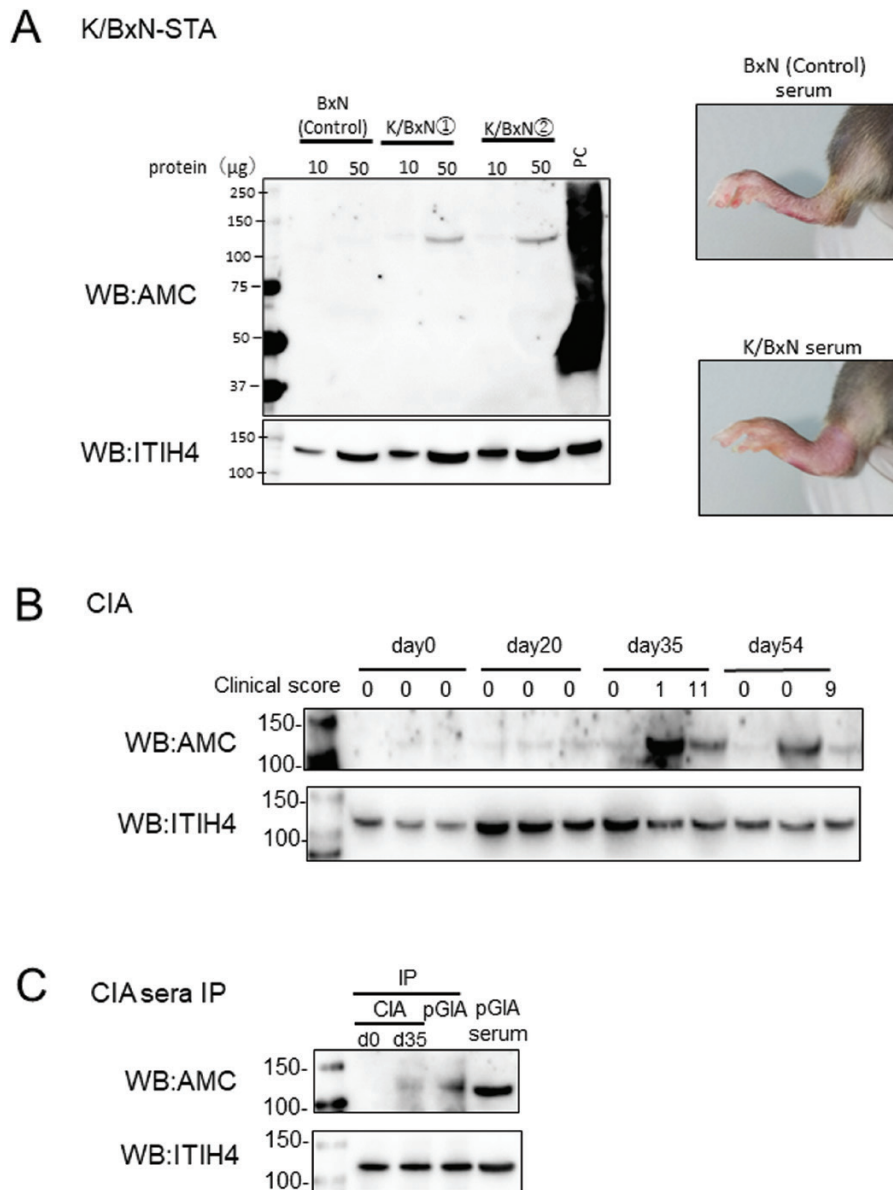 A K/BxN-STA
BxN
(Control)
K/BxN① K/BxN② PC
protein (μg) 10 50 10 50 10 50
250
150
100
75
50
37
WB:AMC
150
100
WB:ITIH4
BxN (Control)
serum
K/BxN serum
B CIA
day0 day20 day35 day54
Clinical score 0 0 0 0 0 0 0 1 11 0 0 9
WB:AMC 150-
100-
WB:ITIH4 150-
100-
C CIA sera IP
IP
CIA pGIA pGIA
serum
d0 d35
WB:AMC 150-
100-
WB:ITIH4 150-
100-